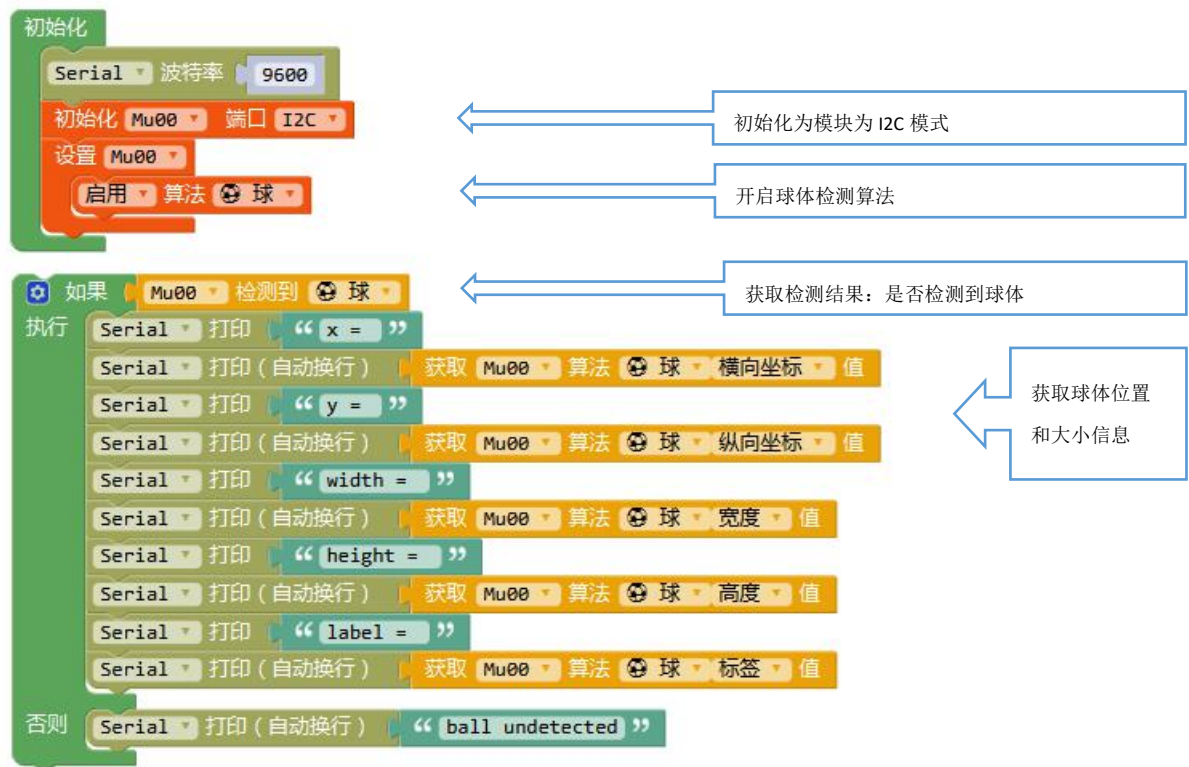 初始化
Serial 波特率 9600
初始化 Mu00 端口 I2C
初始化为模块为 I2C 模式
设置 Mu00
启用 算法 球
开启球体检测算法
如果 Mu00 检测到 球
获取检测结果：是否检测到球体
执行 Serial 打印 “ x = ”
Serial 打印（自动换行） 获取 Mu00 算法 球 横向坐标 值
Serial 打印 “ y = ”
Serial 打印（自动换行） 获取 Mu00 算法 球 纵向坐标 值
获取球体位置
和大小信息
Serial 打印 “ width = ”
Serial 打印（自动换行） 获取 Mu00 算法 球 宽度 值
Serial 打印 “ height = ”
Serial 打印（自动换行） 获取 Mu00 算法 球 高度 值
Serial 打印 “ label = ”
Serial 打印（自动换行） 获取 Mu00 算法 球 标签 值
否则 Serial 打印（自动换行） “ ball undetected ”